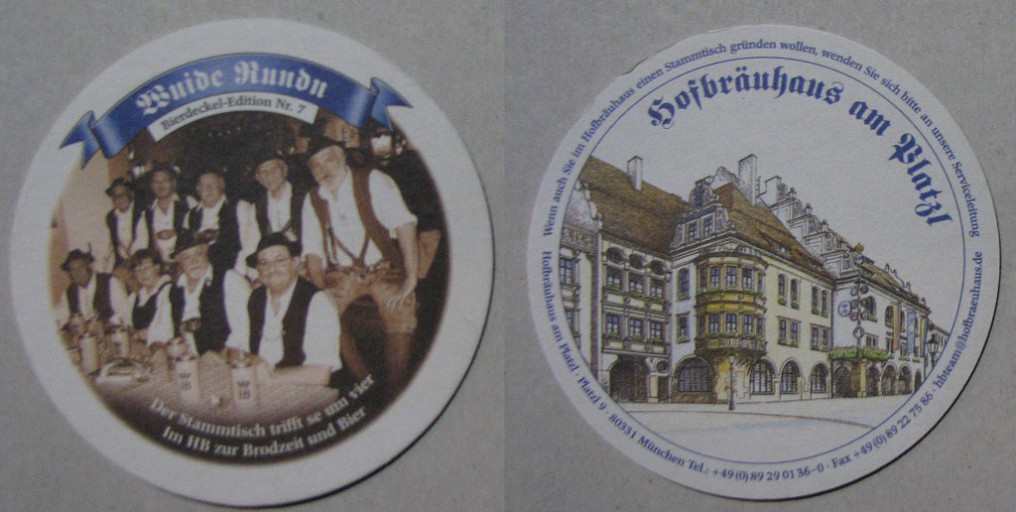 Wuide Rundn
Bierdeckel-Edition Nr. 7
HB
HB
Der Stammtisch trifft se um vier
Im HB zur Brodzeit und Bier
Wenn auch Sie im Hofbräuhaus einen Stammtisch gründen wollen, wenden Sie sich bitte an unsere Serviceleitung
Hofbräuhaus am Platzl
Hofbräuhaus am Platzl · Platzl 9 · 80331 München Tel.: +49(0)89 29 01 36-0 · Fax +49(0)89 22 75 86 · hbteam@hofbraeuhaus.de